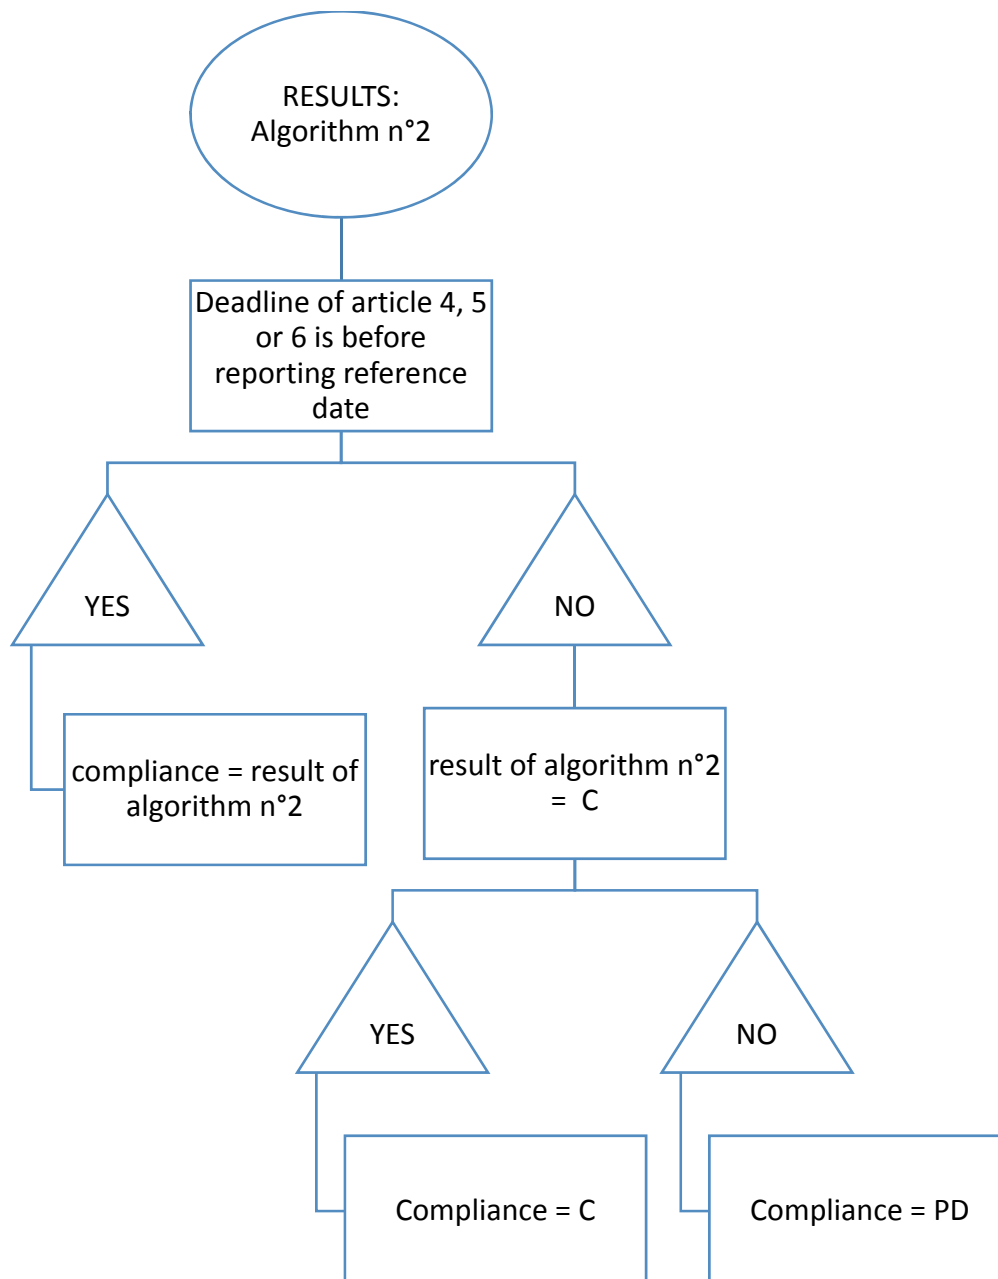 RESULTS:
Algorithm n°2
Deadline of article 4, 5
or 6 is before
reporting reference
date
YES
NO
compliance = result of
algorithm n°2
result of algorithm n°2
= C
YES
NO
Compliance = C
Compliance = PD